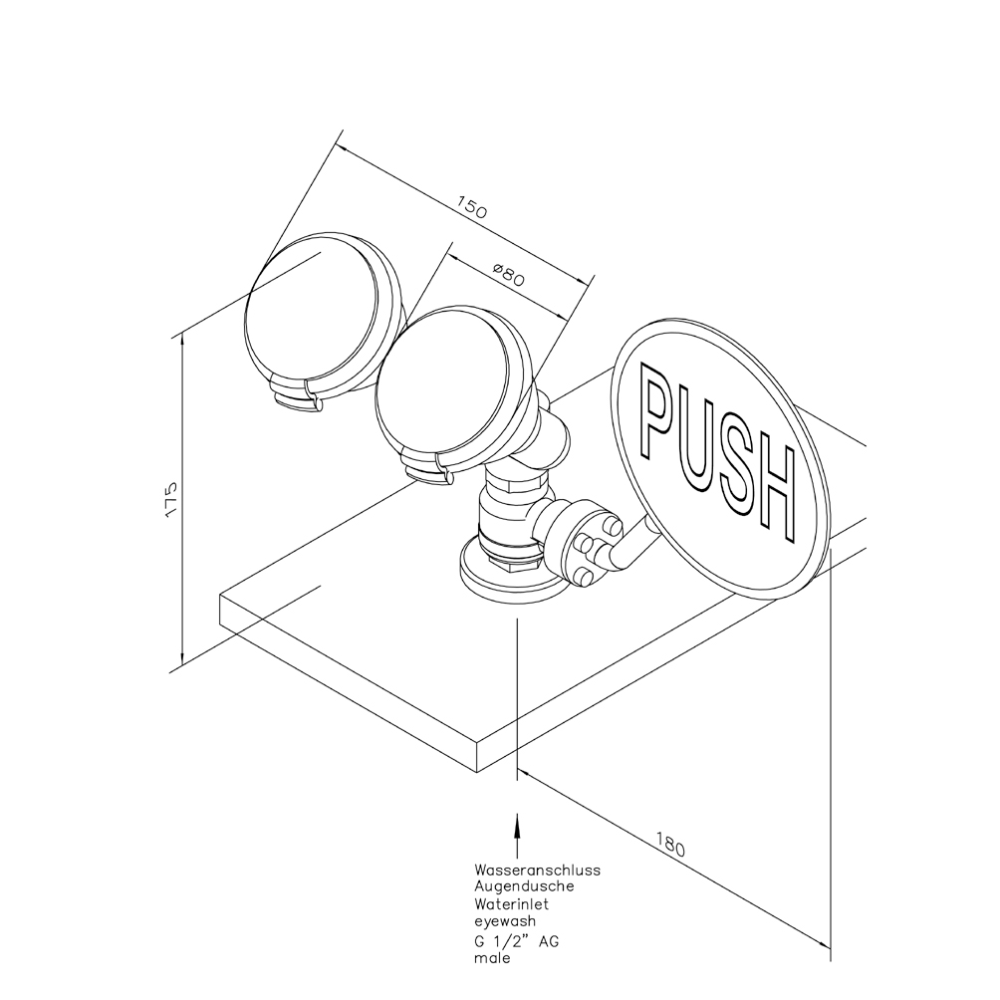 150
ø80
PUSH
175
180
Wasseranschluss
Augendusche
Waterinlet
eyewash
G 1/2” AG
male